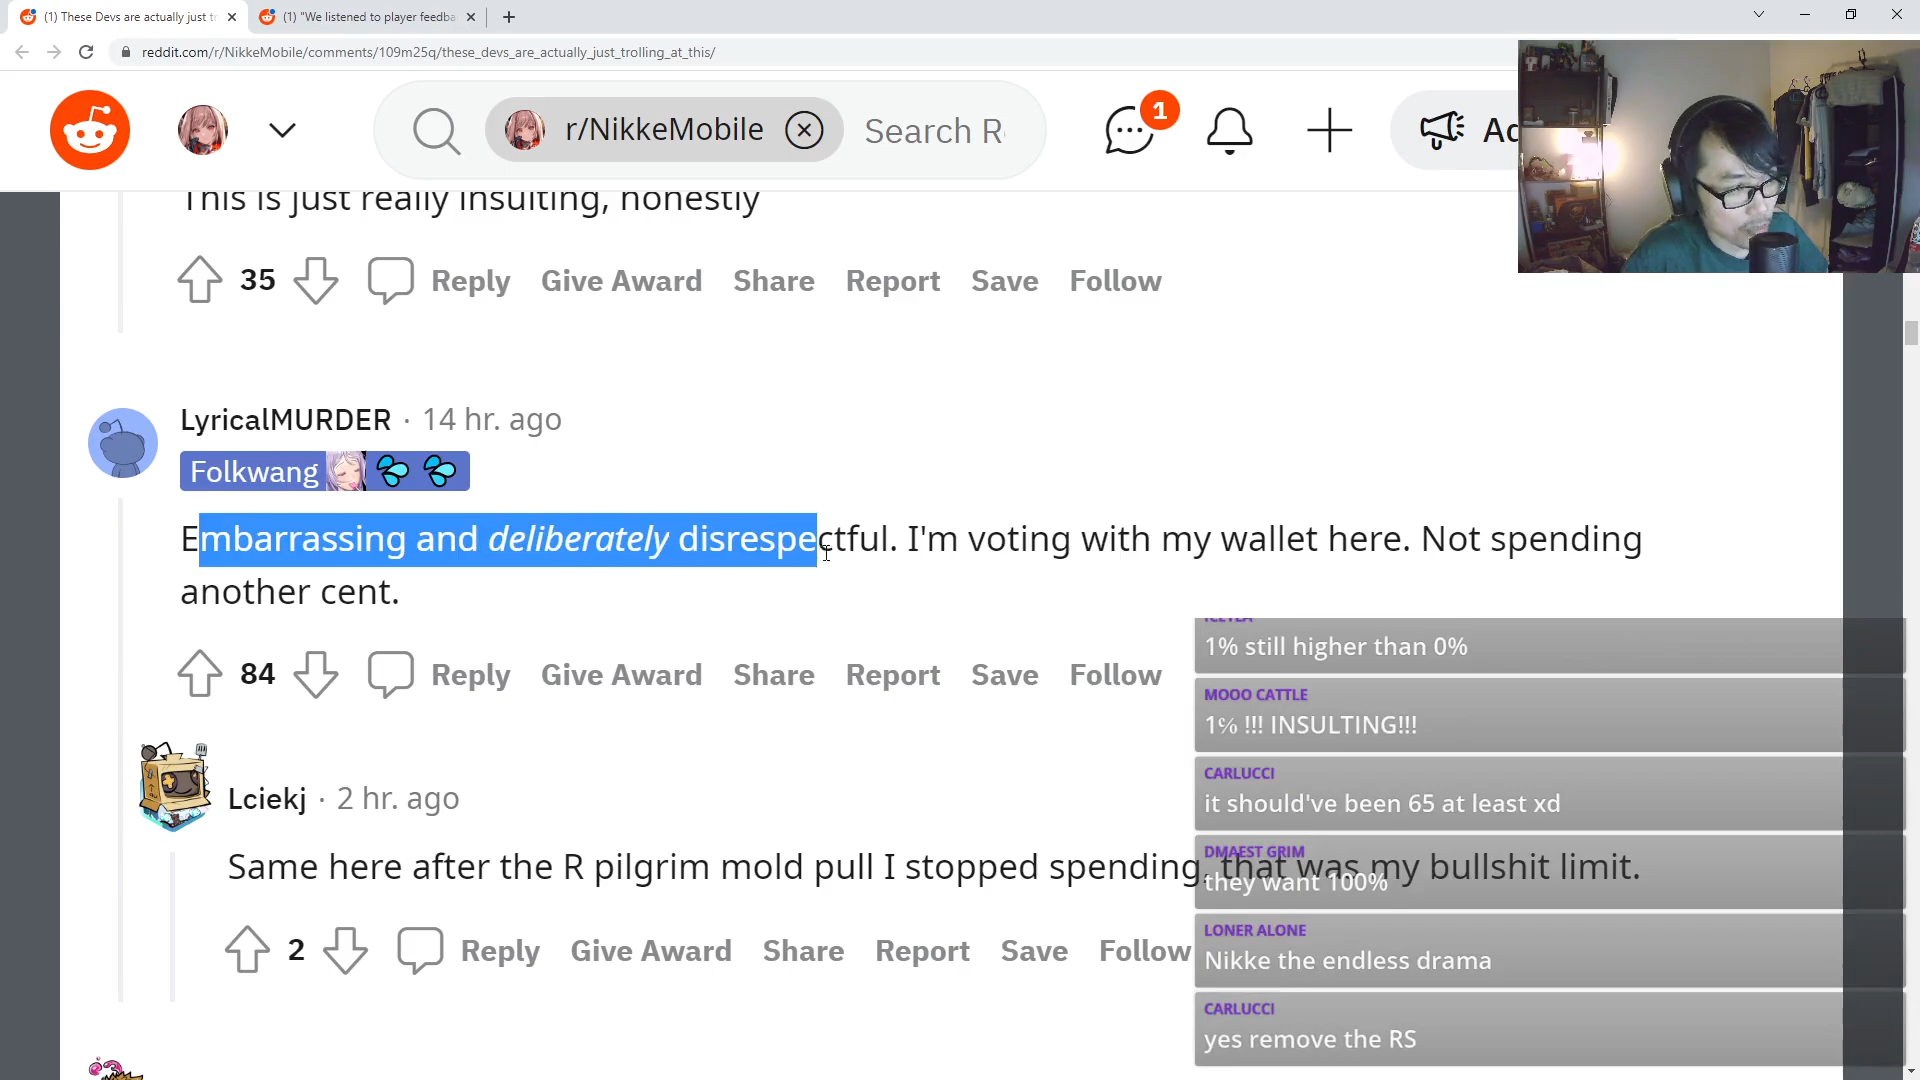 (1) These Devs are actually just tr
(1) "We listened to player feedba
reddit.com/r/NikkeMobile/comments/109m25q/these_devs_are_actually_just_trolling_at_this/
r/NikkeMobile
Search R
1
Ad
This is just really insulting, honestly
35
Reply Give Award Share Report Save Follow
LyricalMURDER · 14 hr. ago
Folkwang
Embarrassing and deliberately disrespectful. I'm voting with my wallet here. Not spending
another cent.
84
Reply Give Award Share Report Save Follow
Lciekj · 2 hr. ago
Same here after the R pilgrim mold pull I stopped spending, that was my bullshit limit.
2
Reply Give Award Share Report Save Follow
ICETEA
1% still higher than 0%
MOOO CATTLE
1% !!! INSULTING!!!
CARLUCCI
it should've been 65 at least xd
DMAEST GRIM
they want 100%
LONER ALONE
Nikke the endless drama
CARLUCCI
yes remove the RS